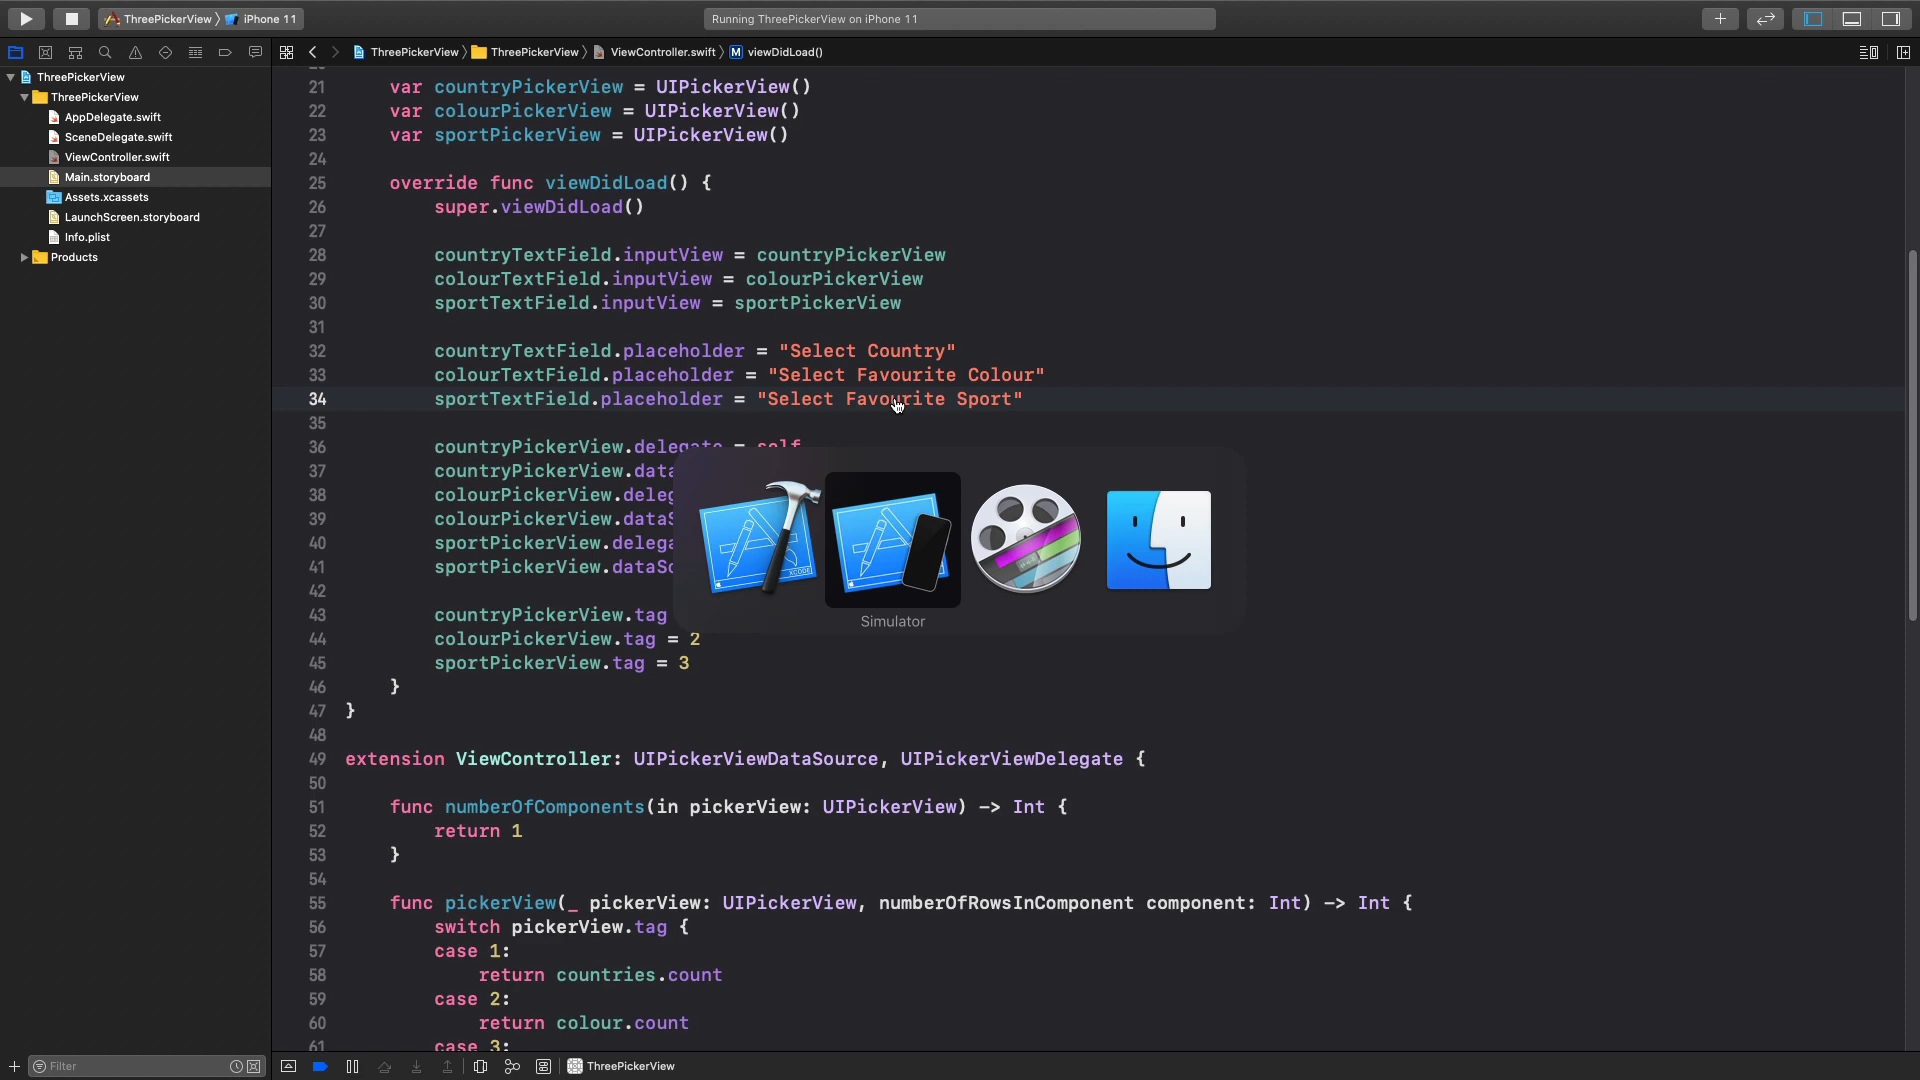 ThreePickerView 〉 iPhone 11
Running ThreePickerView on iPhone 11
ThreePickerView 〉 ThreePickerView 〉 ViewController.swift 〉 M viewDidLoad()
ThreePickerView
ThreePickerView
AppDelegate.swift
SceneDelegate.swift
ViewController.swift
Main.storyboard
Assets.xcassets
LaunchScreen.storyboard
Info.plist
Products
21 var countryPickerView = UIPickerView()
22 var colourPickerView = UIPickerView()
23 var sportPickerView = UIPickerView()
24
25 override func viewDidLoad() {
26 super.viewDidLoad()
27
28 countryTextField.inputView = countryPickerView
29 colourTextField.inputView = colourPickerView
30 sportTextField.inputView = sportPickerView
31
32 countryTextField.placeholder = "Select Country"
33 colourTextField.placeholder = "Select Favourite Colour"
34 sportTextField.placeholder = "Select Favourite Sport"
35
36 countryPickerView.delegate = self
37 countryPickerView.data
38 colourPickerView.deleg
39 colourPickerView.dataS
40 sportPickerView.delega
41 sportPickerView.dataSo
42
43 countryPickerView.tag
44 colourPickerView.tag = 2
45 sportPickerView.tag = 3
46 }
47 }
48
49 extension ViewController: UIPickerViewDataSource, UIPickerViewDelegate {
50
51 func numberOfComponents(in pickerView: UIPickerView) -> Int {
52 return 1
53 }
54
55 func pickerView(_ pickerView: UIPickerView, numberOfRowsInComponent component: Int) -> Int {
56 switch pickerView.tag {
57 case 1:
58 return countries.count
59 case 2:
60 return colour.count
61 case 3:
XCODE
Simulator
Filter
ThreePickerView